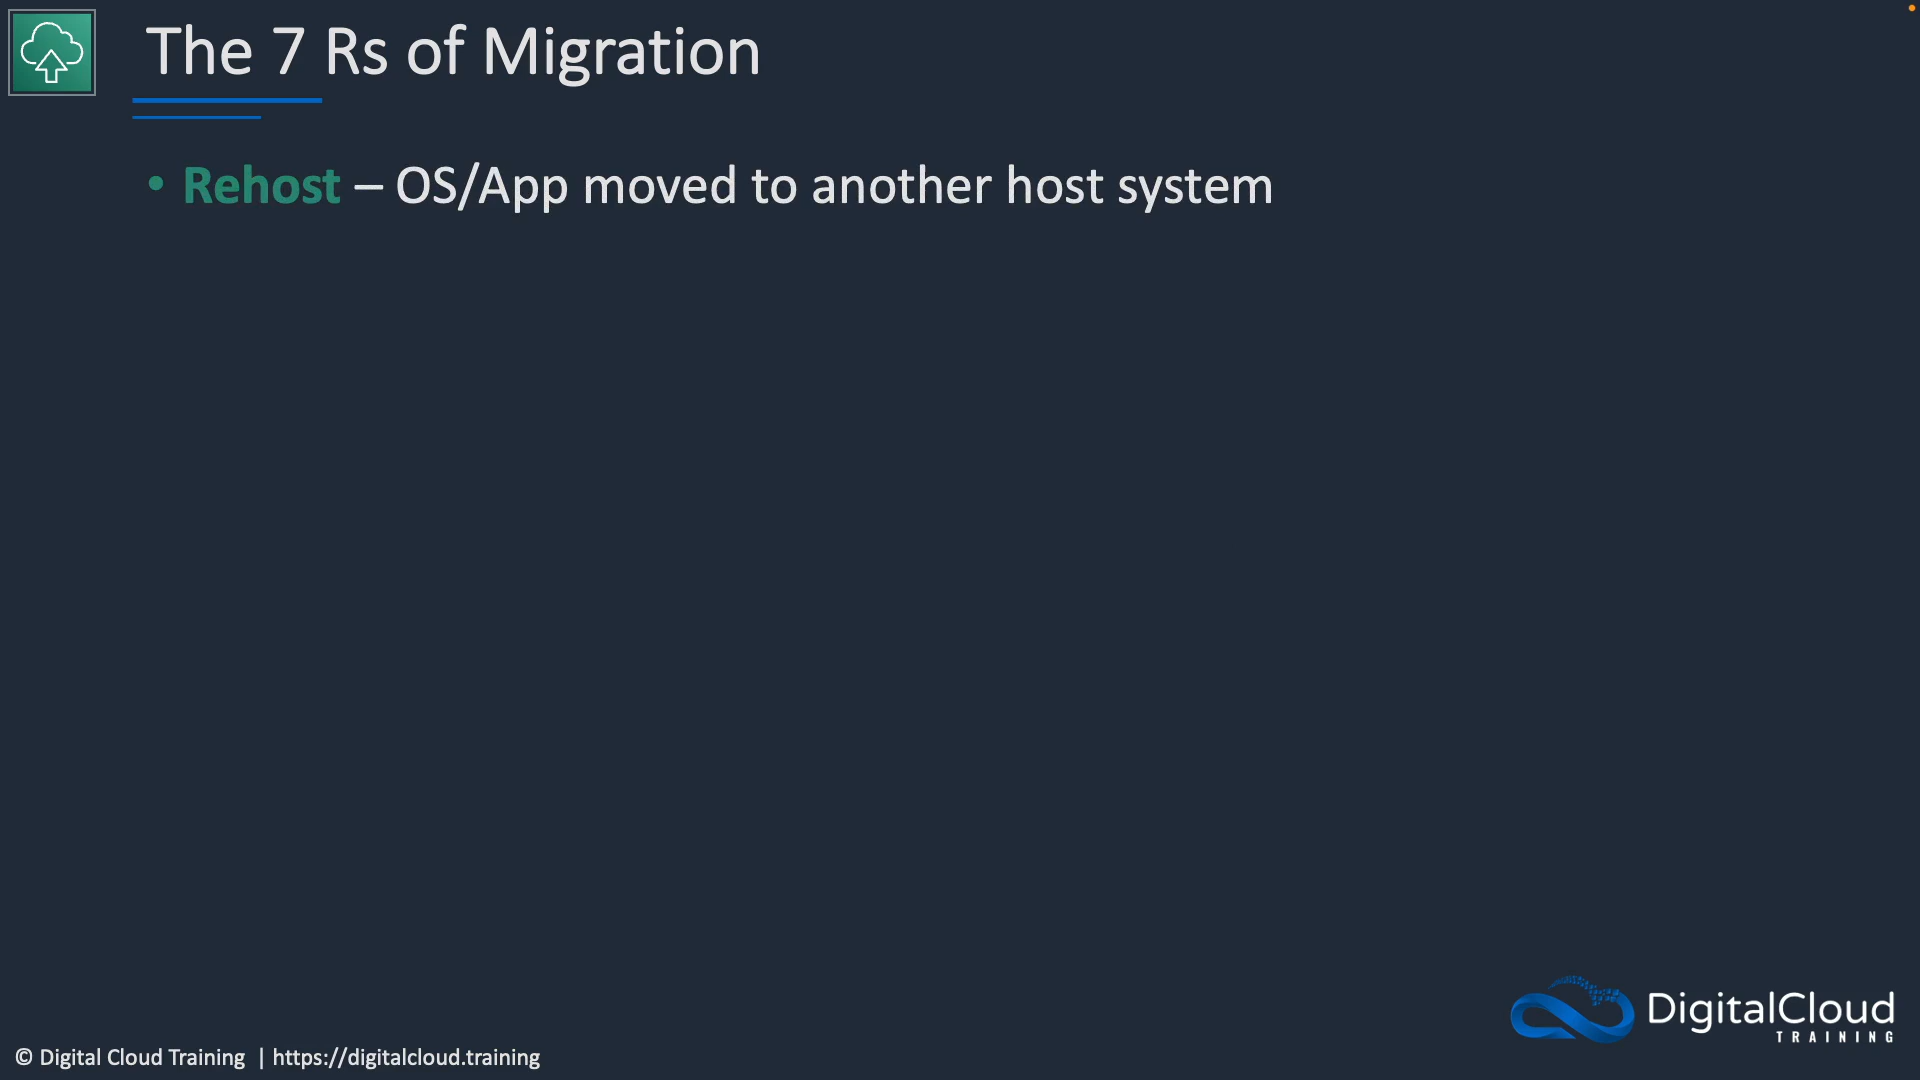 The 7 Rs of Migration
• Rehost – OS/App moved to another host system
DigitalCloud
TRAINING
© Digital Cloud Training | https://digitalcloud.training